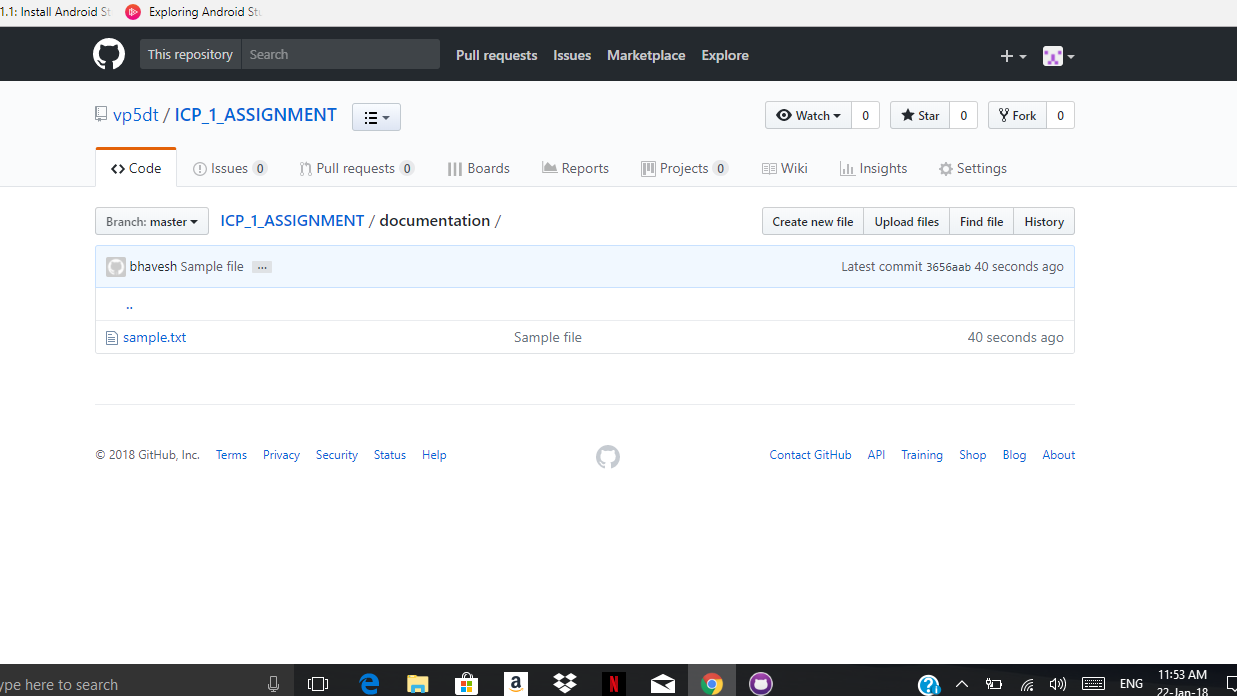 1.1: Install Android St Exploring Android Stu
This repository Search Pull requests Issues Marketplace Explore
vp5dt / ICP_1_ASSIGNMENT Watch 0 Star 0 Fork 0
Code Issues 0 Pull requests 0 Boards Reports Projects 0 Wiki Insights Settings
Branch: master ICP_1_ASSIGNMENT / documentation / Create new file Upload files Find file History
bhavesh Sample file ... Latest commit 3656aab 40 seconds ago
..
sample.txt Sample file 40 seconds ago
© 2018 GitHub, Inc. Terms Privacy Security Status Help Contact GitHub API Training Shop Blog About
ype here to search ENG 11:53 AM
22-Jan-18